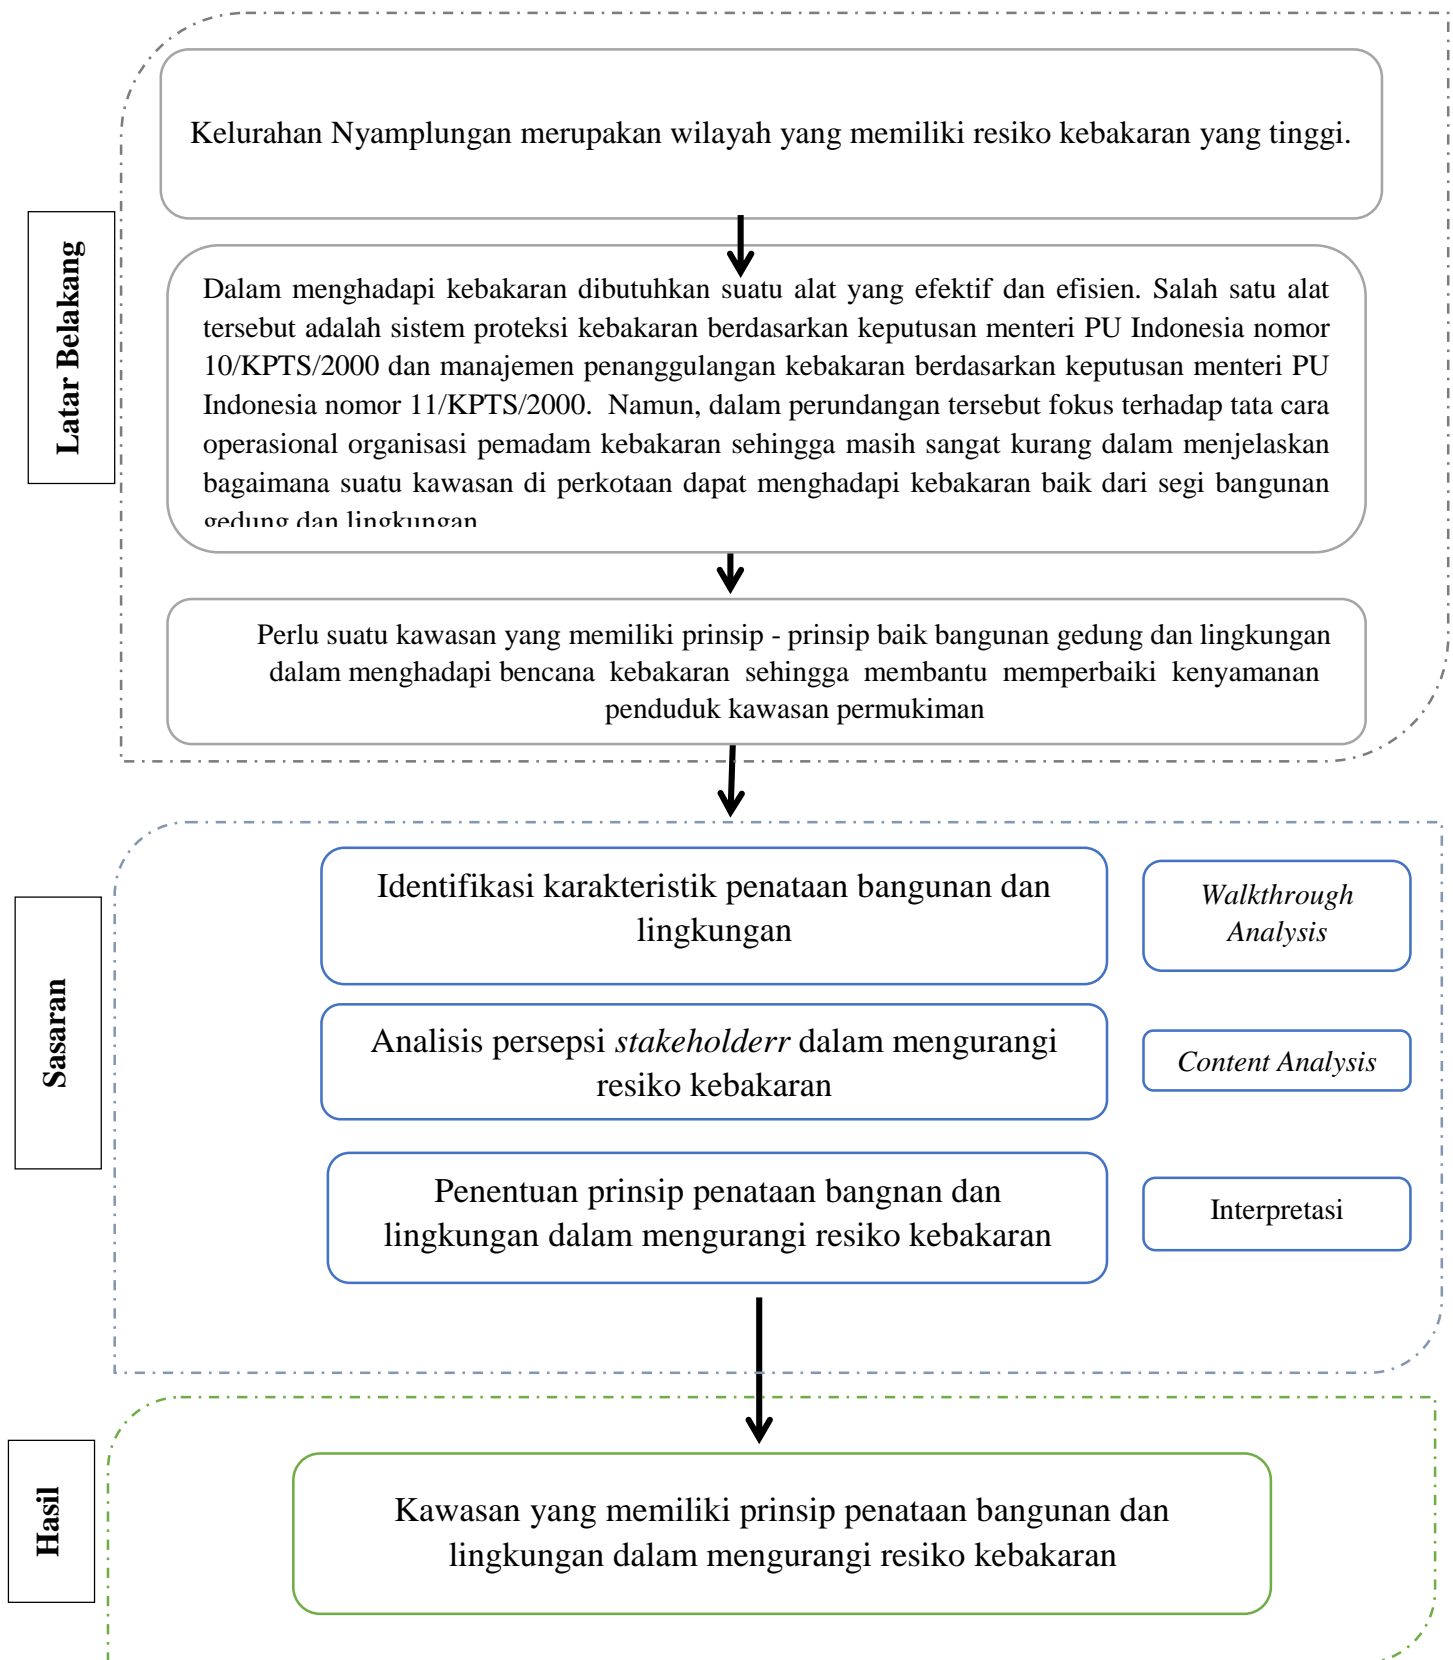 Latar Belakang
Kelurahan Nyamplungan merupakan wilayah yang memiliki resiko kebakaran yang tinggi.
Dalam menghadapi kebakaran dibutuhkan suatu alat yang efektif dan efisien. Salah satu alat
tersebut adalah sistem proteksi kebakaran berdasarkan keputusan menteri PU Indonesia nomor
10/KPTS/2000 dan manajemen penanggulangan kebakaran berdasarkan keputusan menteri PU
Indonesia nomor 11/KPTS/2000. Namun, dalam perundangan tersebut fokus terhadap tata cara
operasional organisasi pemadam kebakaran sehingga masih sangat kurang dalam menjelaskan
bagaimana suatu kawasan di perkotaan dapat menghadapi kebakaran baik dari segi bangunan
gedung dan lingkungan
Perlu suatu kawasan yang memiliki prinsip - prinsip baik bangunan gedung dan lingkungan
dalam menghadapi bencana kebakaran sehingga membantu memperbaiki kenyamanan
penduduk kawasan permukiman
Sasaran
Identifikasi karakteristik penataan bangunan dan
lingkungan
Walkthrough
Analysis
Analisis persepsi stakeholderr dalam mengurangi
resiko kebakaran
Content Analysis
Penentuan prinsip penataan bangnan dan
lingkungan dalam mengurangi resiko kebakaran
Interpretasi
Hasil
Kawasan yang memiliki prinsip penataan bangunan dan
lingkungan dalam mengurangi resiko kebakaran